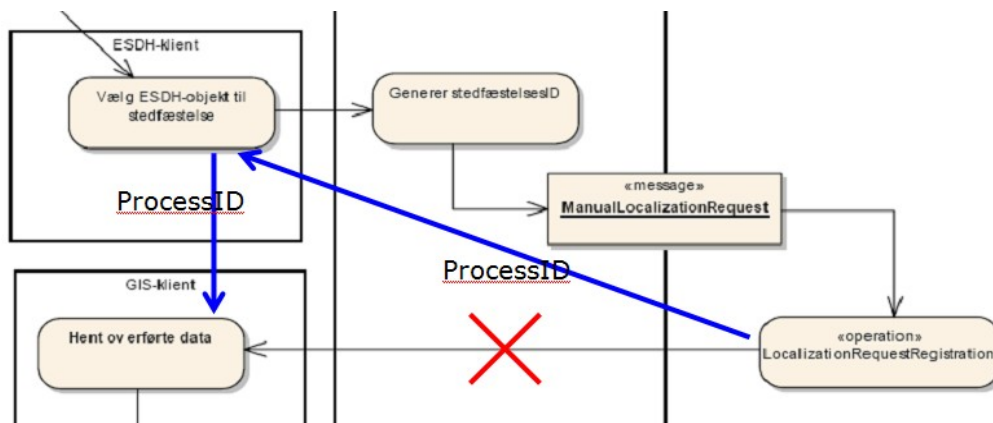 ESDH-klient
Vælg ESDH-objekt til
stedfæstelse
Generer stedfæstelsesID
ProcessID
«message»
ManualLocalizationRequest
ProcessID
GIS-klient
Hent ov erførte data
«operation»
LocalizationRequestRegistration